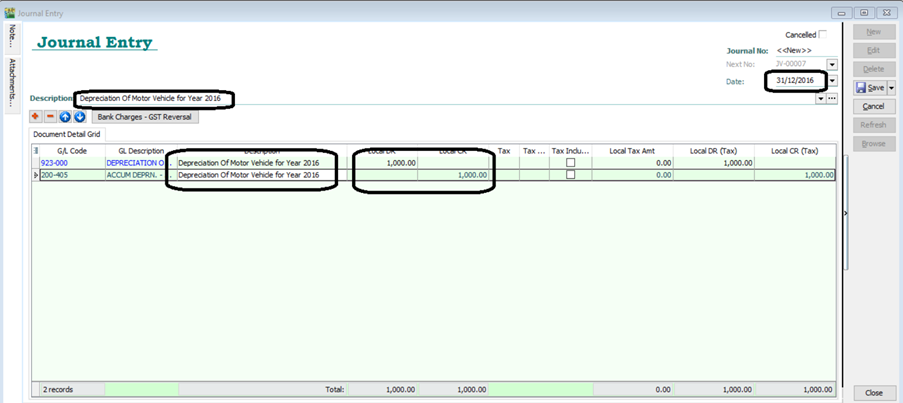 Journal Entry
Note...
Attachments...
Journal Entry
Cancelled
Journal No: <<New>>
Next No: JV-00007
Date: 31/12/2016
Description: Depreciation Of Motor Vehicle for Year 2016
Bank Charges - GST Reversal
Document Detail Grid
G/L Code GL Description Description Local DR Local CR Tax Tax ... Tax Inclu... Local Tax Amt Local DR (Tax) Local CR (Tax)
923-000 DEPRECIATION O... Depreciation Of Motor Vehicle for Year 2016 1,000.00 0.00 1,000.00
200-405 ACCUM DEPRN. - ... Depreciation Of Motor Vehicle for Year 2016 1,000.00 0.00 1,000.00
2 records Total: 1,000.00 1,000.00 0.00 1,000.00 1,000.00
New
Edit
Delete
Save
Cancel
Refresh
Browse
Close